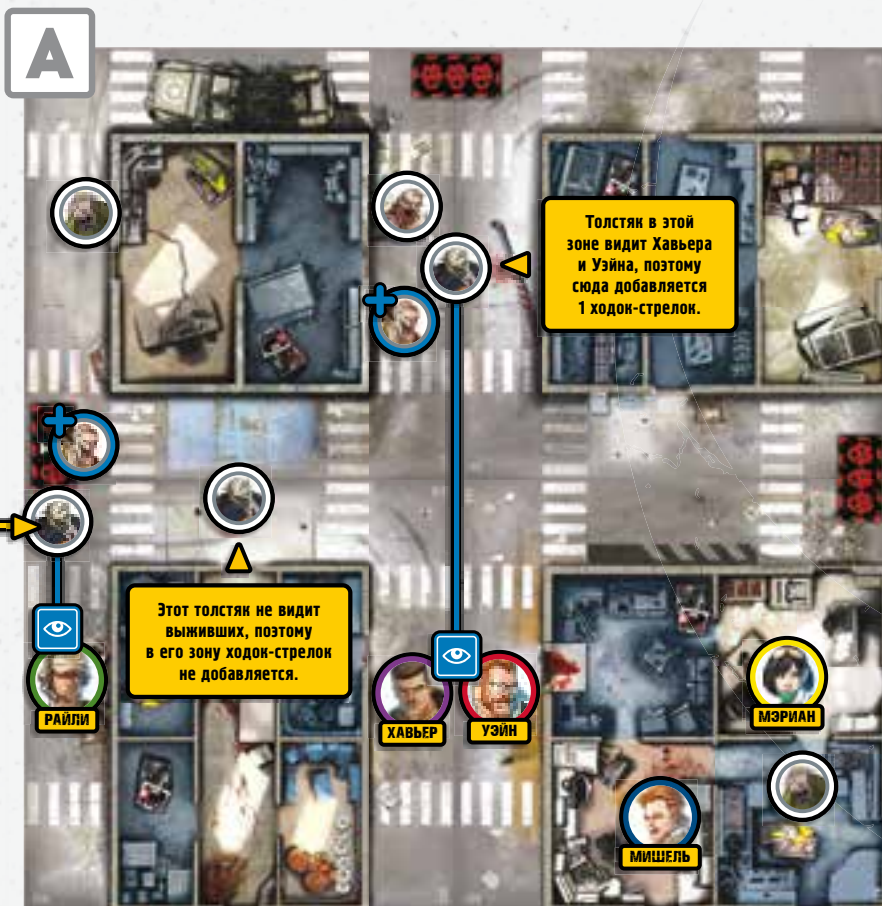 A
Толстяк в этой
зоне видит Хавьера
и Уэйна, поэтому
сюда добавляется
1 ходок-стрелок.
Этот толстяк не видит
выживших, поэтому
в его зону ходок-стрелок
не добавляется.
РАЙЛИ
ХАВЬЕР
УЭЙН
МЭРИАН
МИШЕЛЬ